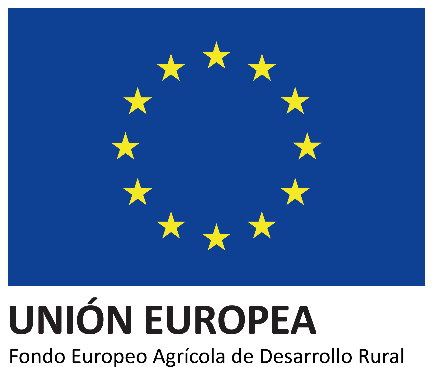 UNIÓN EUROPEA
Fondo Europeo Agrícola de Desarrollo Rural